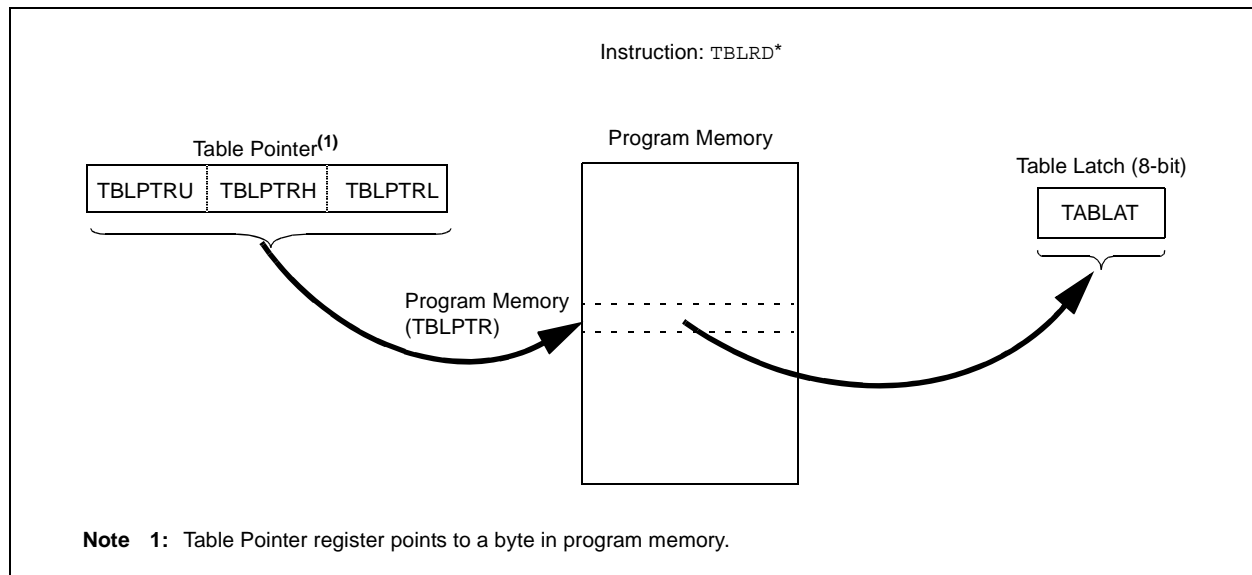 Instruction: TBLRD*
Table Pointer(1)
TBLPTRU TBLPTRH TBLPTRL
Program Memory
Table Latch (8-bit)
TABLAT
Program Memory
(TBLPTR)
Note 1: Table Pointer register points to a byte in program memory.